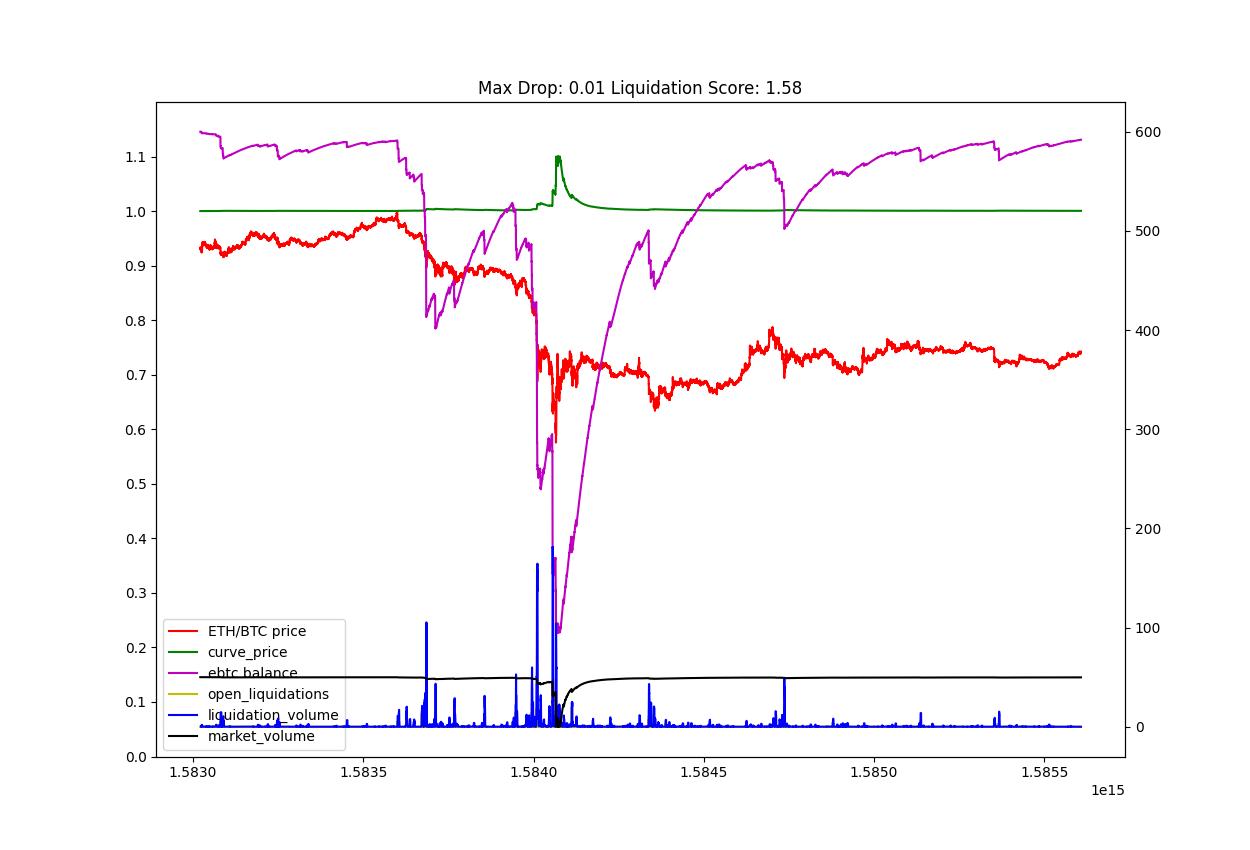 Max Drop: 0.01 Liquidation Score: 1.58
1.1
1.0
0.9
0.8
0.7
0.6
0.5
0.4
0.3
0.2
0.1
0.0
600
500
400
300
200
100
0
ETH/BTC price
curve_price
ebtc balance
open_liquidations
liquidation_volume
market_volume
1.5830 1.5835 1.5840 1.5845 1.5850 1.5855
1e15